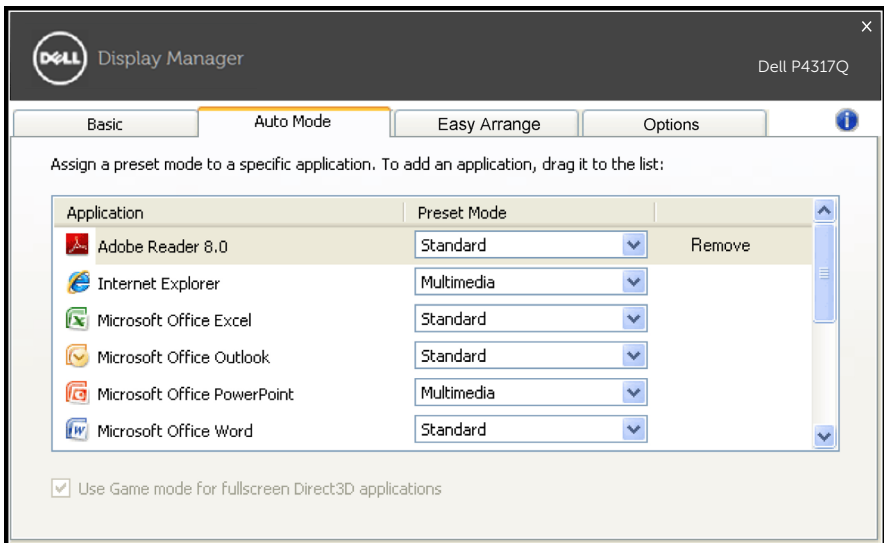 DELL Display Manager
Dell P4317Q
Basic Auto Mode Easy Arrange Options
Assign a preset mode to a specific application. To add an application, drag it to the list:
Application Preset Mode
Adobe Reader 8.0 Standard Remove
Internet Explorer Multimedia
Microsoft Office Excel Standard
Microsoft Office Outlook Standard
Microsoft Office PowerPoint Multimedia
Microsoft Office Word Standard
Use Game mode for fullscreen Direct3D applications